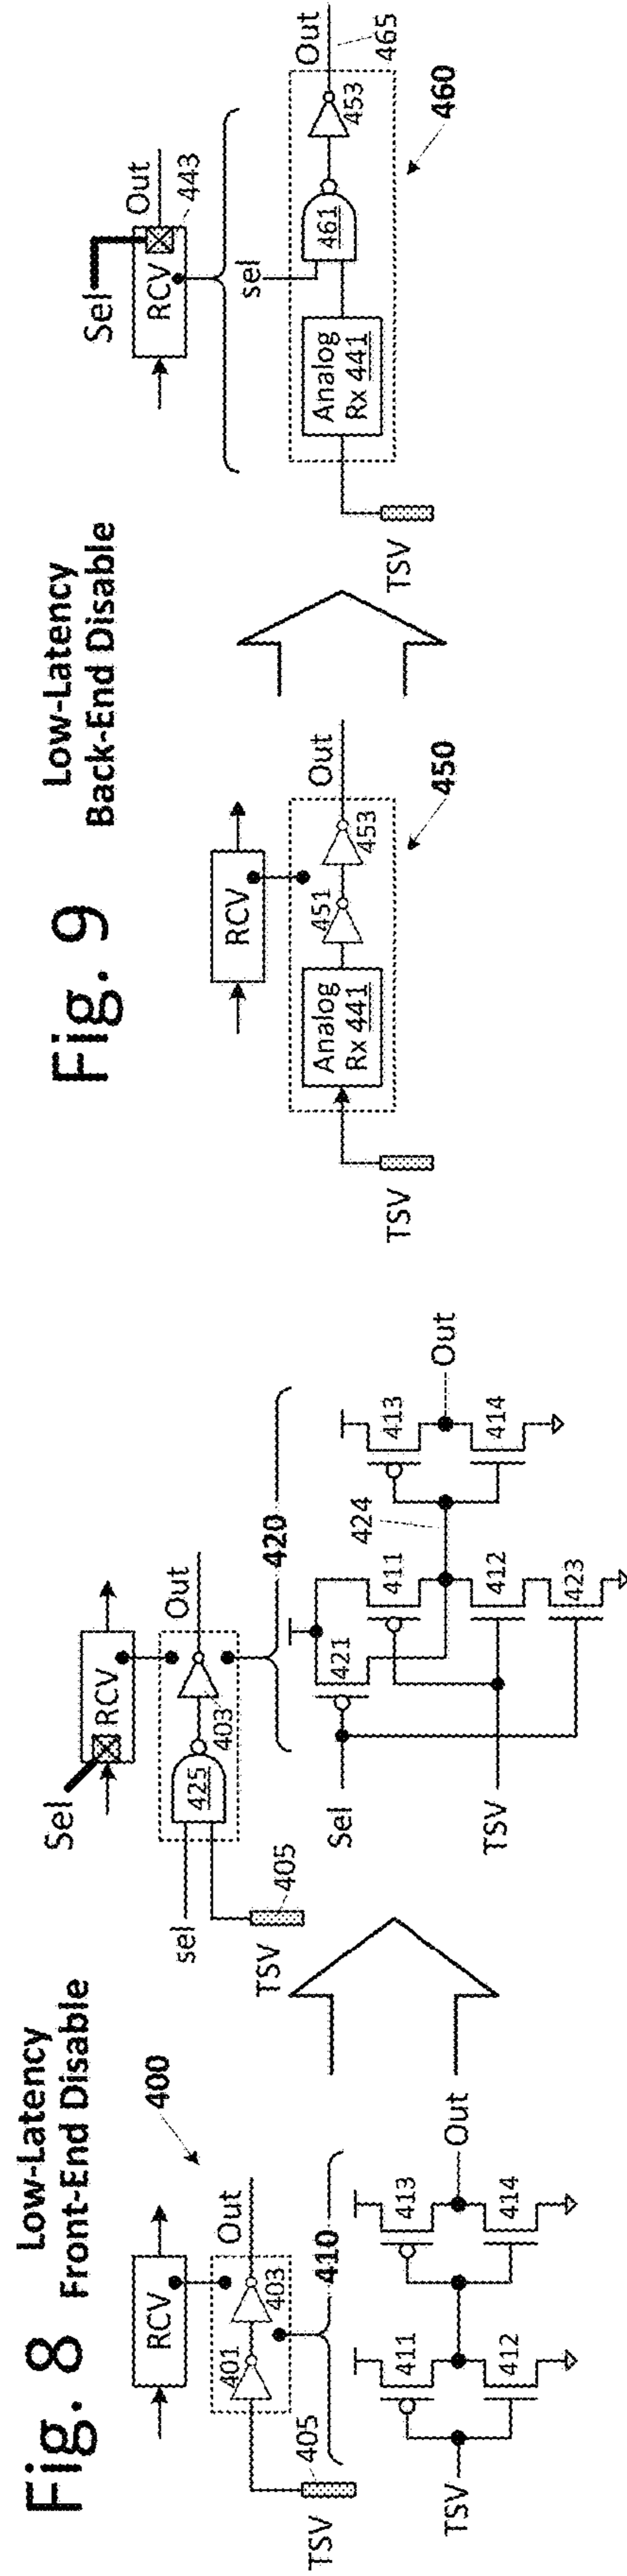 Fig. 8
Low-Latency
Front-End Disable
400
RCV
401
403
Out
TSV
405
410
411
412
413
414
TSV
Out
Sel
RCV
sel
425
403
Out
TSV
405
420
Sel
TSV
421
411
412
423
424
413
414
Out
Fig. 9
Low-Latency
Back-End Disable
RCV
Analog
Rx 441
451
453
Out
TSV
450
Sel
RCV
Out
443
sel
Analog
Rx 441
461
453
Out
465
TSV
460